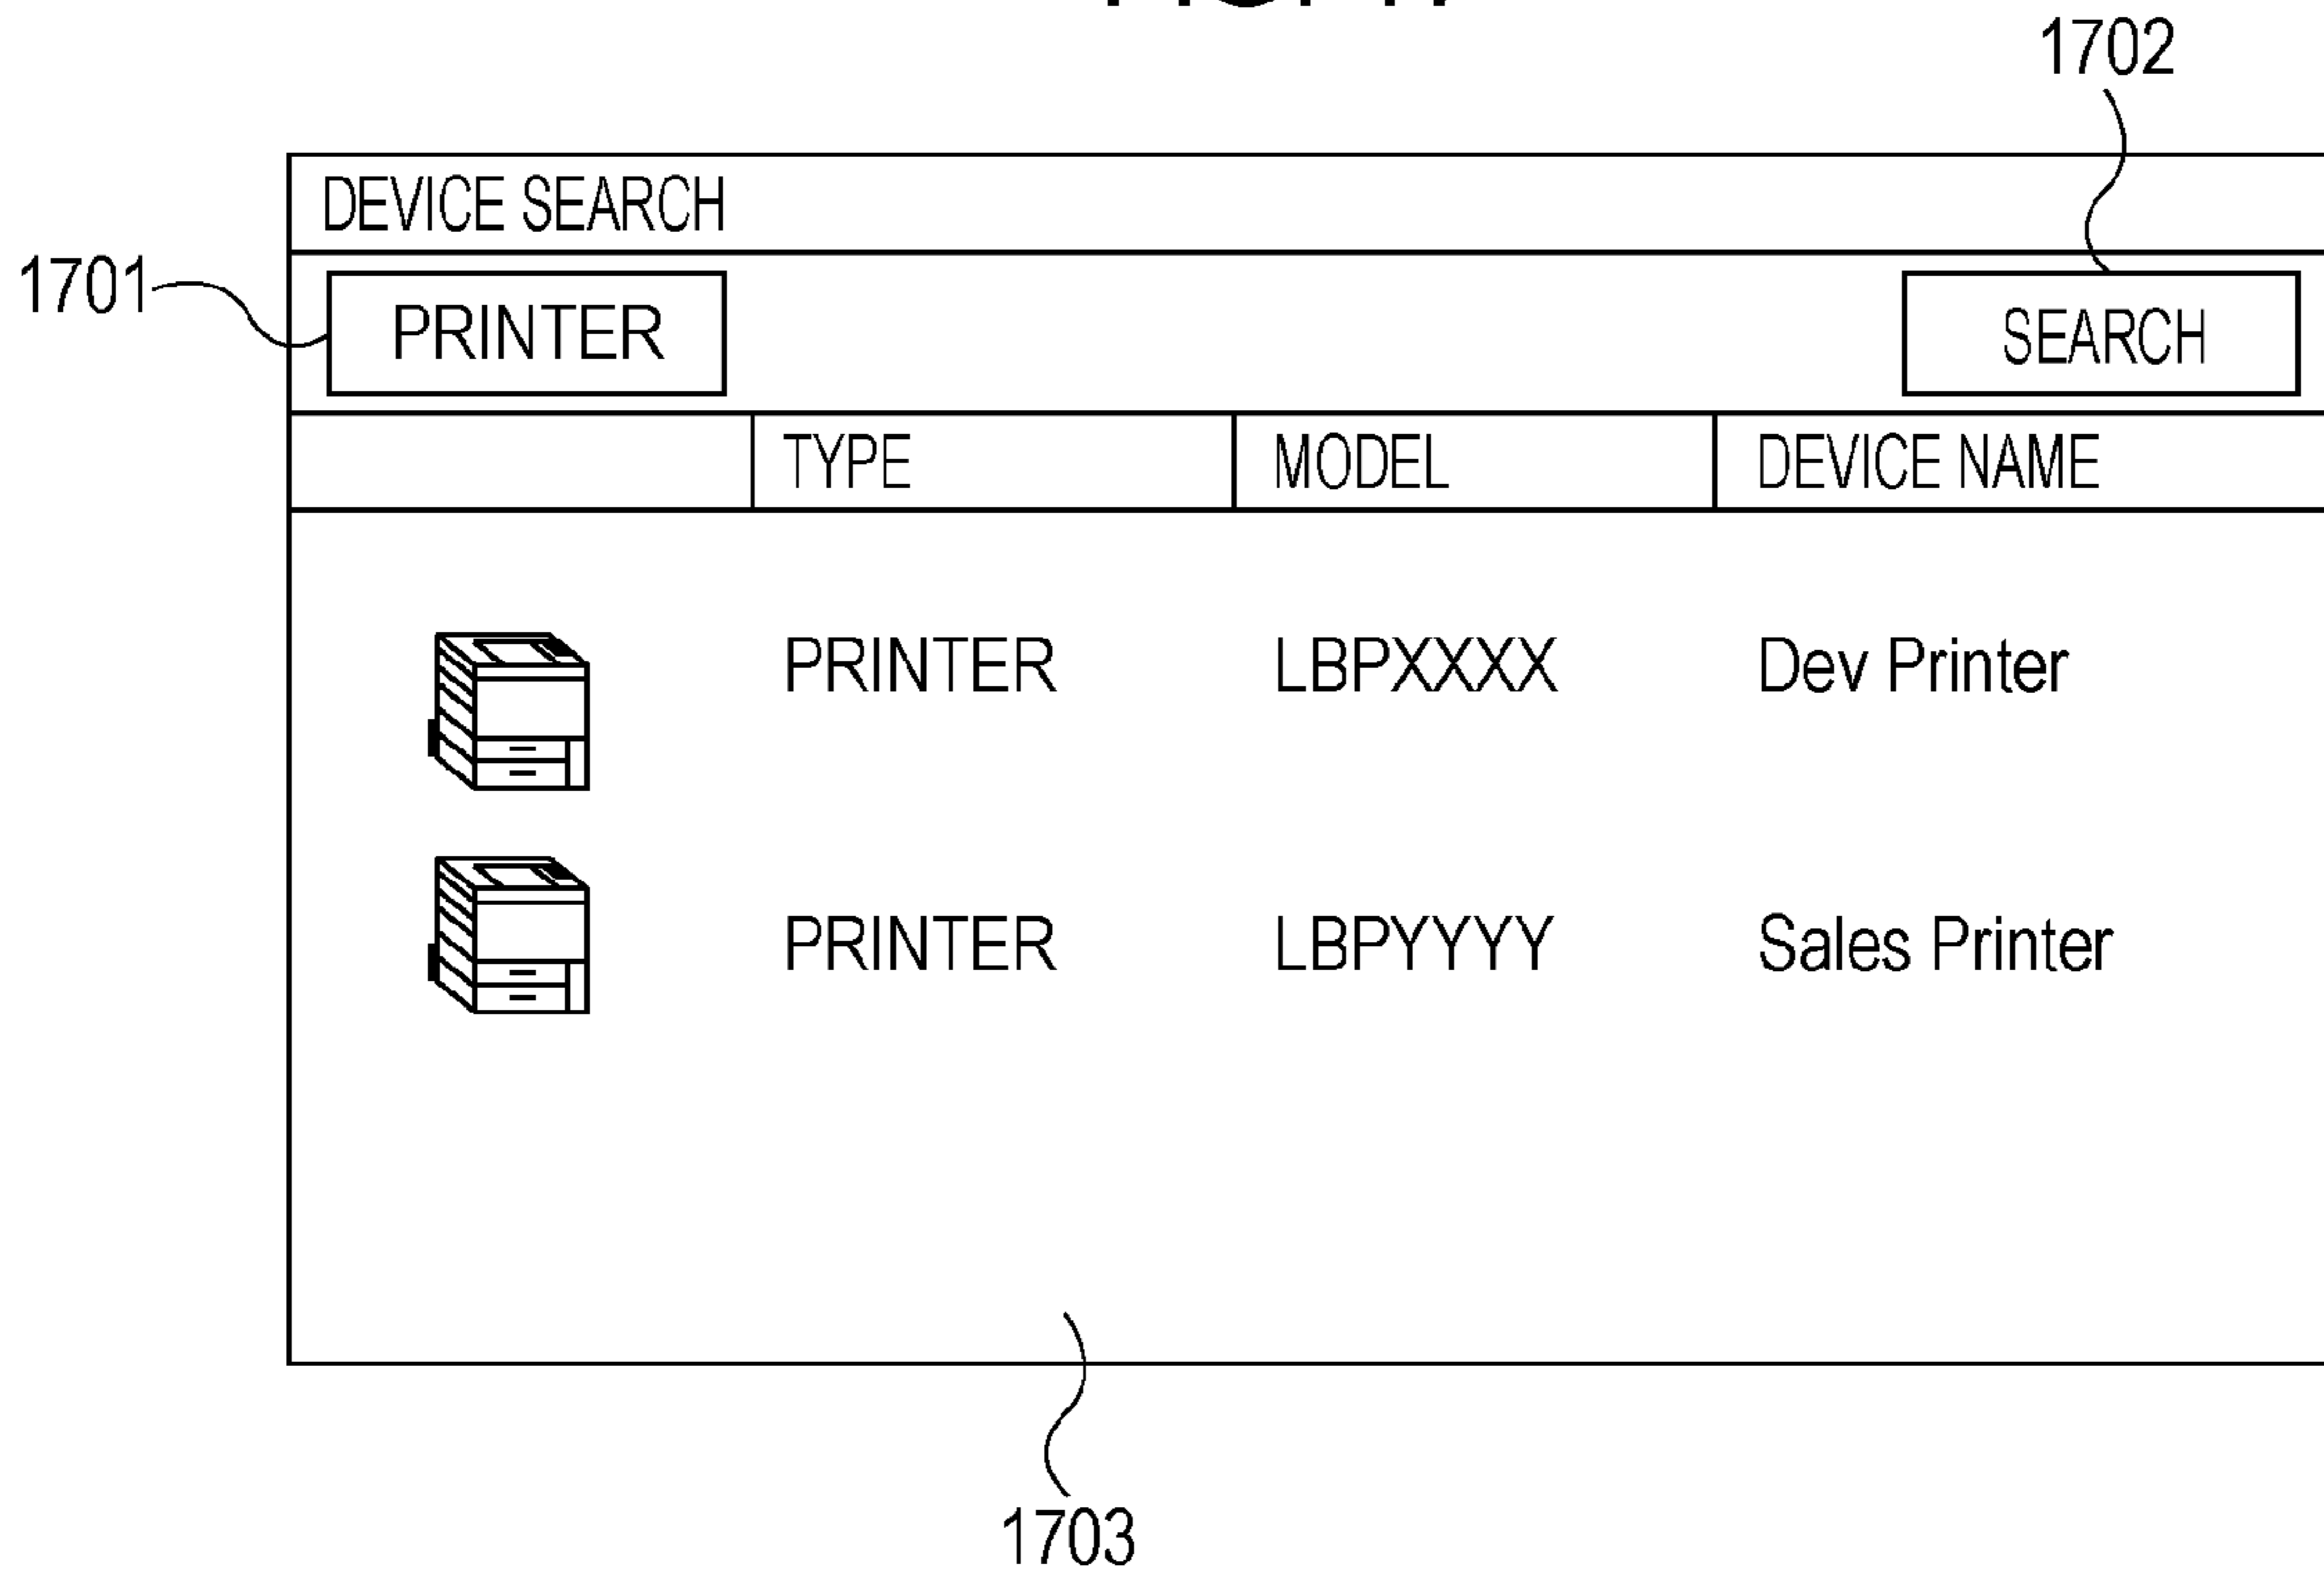 1702
DEVICE SEARCH
1701
PRINTER
SEARCH
TYPE MODEL DEVICE NAME
PRINTER LBPXXXX Dev Printer
PRINTER LBPYYYY Sales Printer
1703